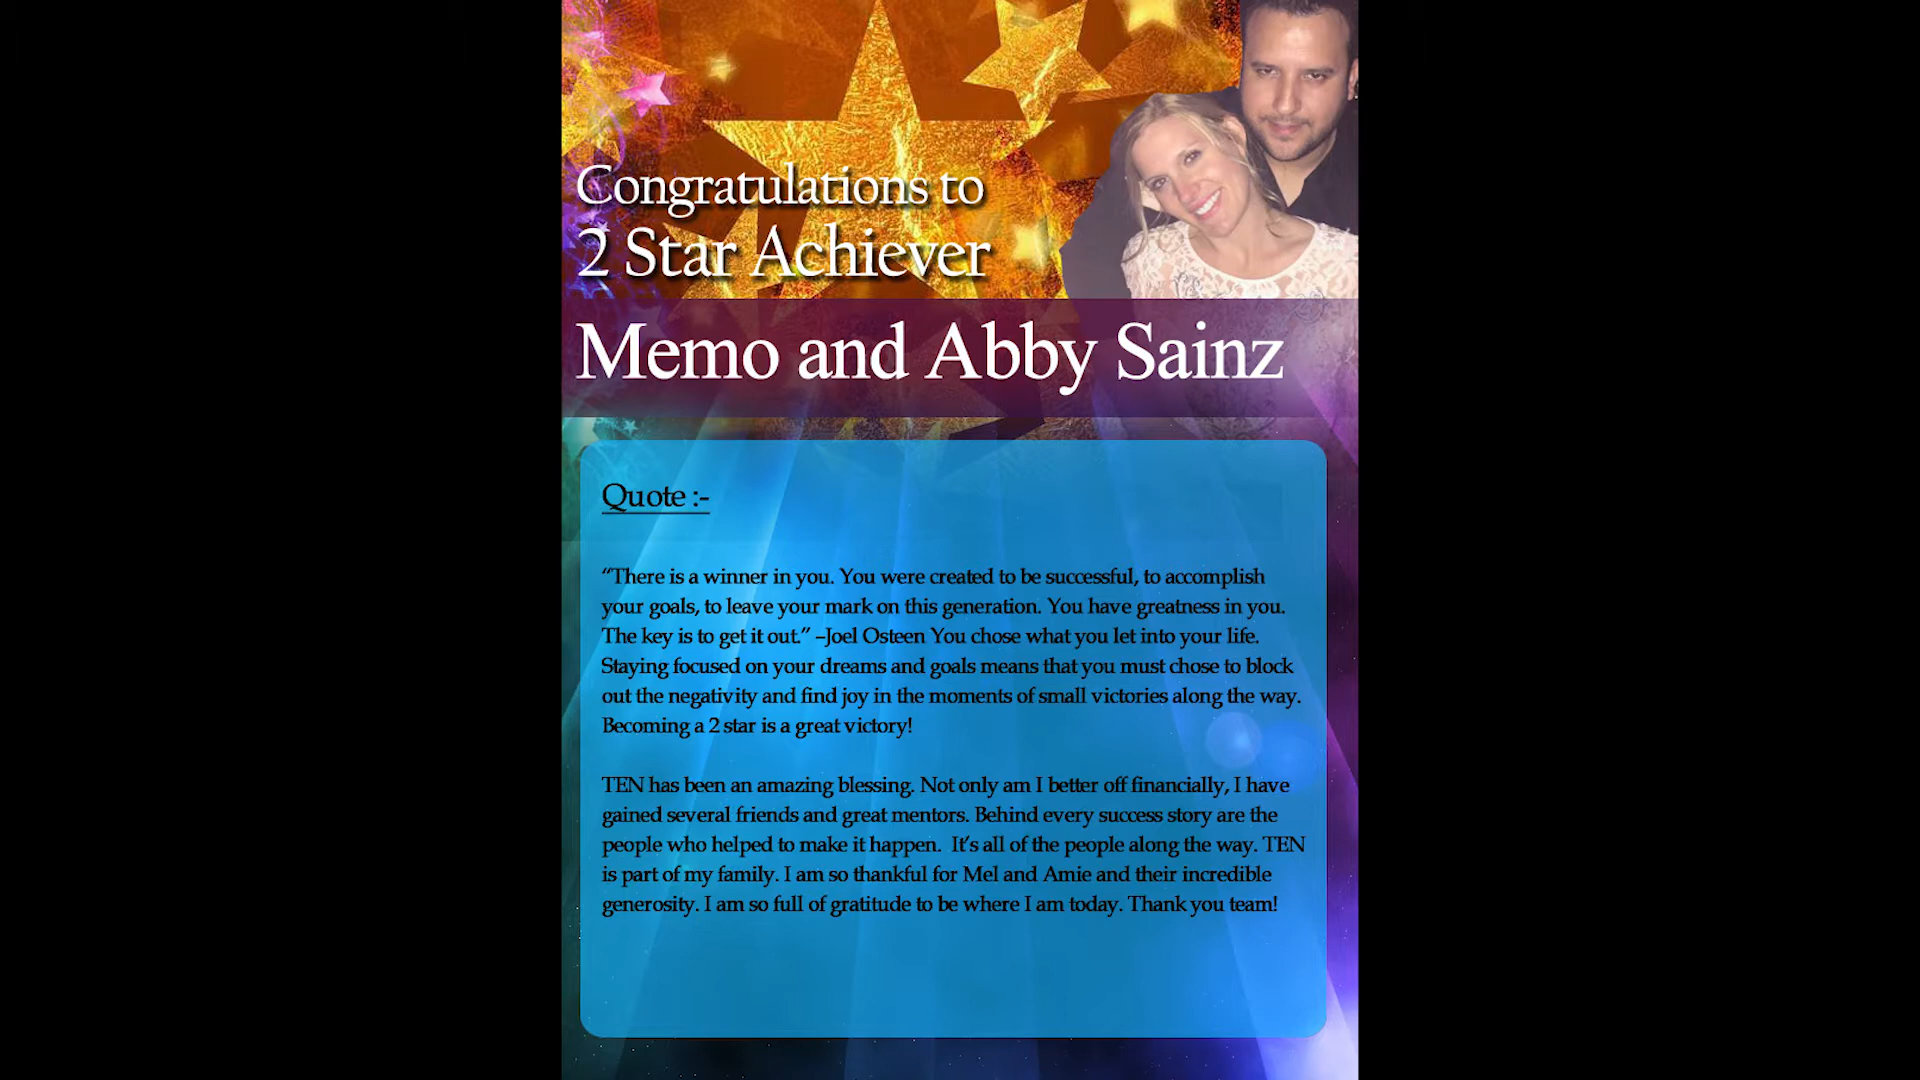 Congratulations to
2 Star Achiever
Memo and Abby Sainz
Quote :-
“There is a winner in you. You were created to be successful, to accomplish
your goals, to leave your mark on this generation. You have greatness in you.
The key is to get it out.” –Joel Osteen You chose what you let into your life.
Staying focused on your dreams and goals means that you must chose to block
out the negativity and find joy in the moments of small victories along the way.
Becoming a 2 star is a great victory!
TEN has been an amazing blessing. Not only am I better off financially, I have
gained several friends and great mentors. Behind every success story are the
people who helped to make it happen.  It’s all of the people along the way. TEN
is part of my family. I am so thankful for Mel and Amie and their incredible
generosity. I am so full of gratitude to be where I am today. Thank you team!